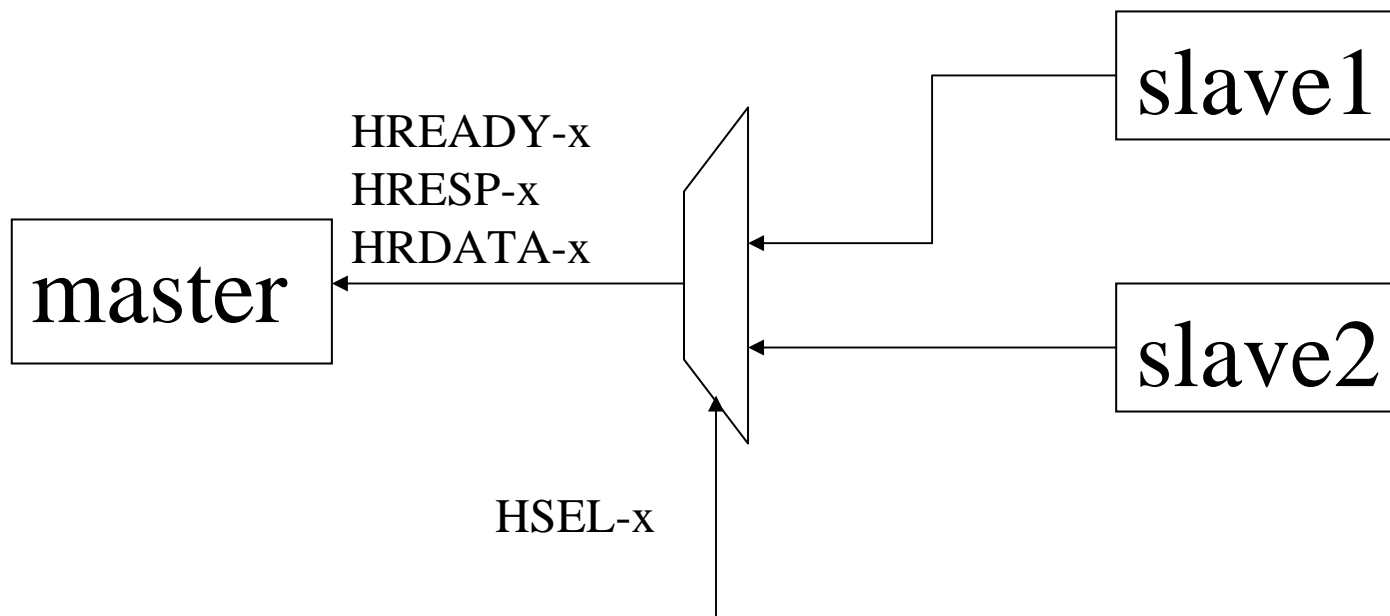 slave1
HREADY-x
HRESP-x
HRDATA-x
master
slave2
HSEL-x